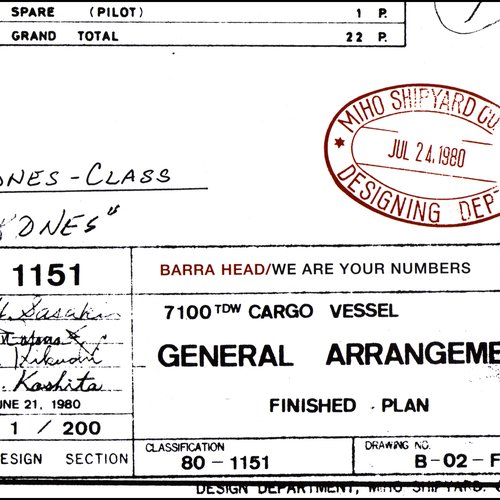 SPARE (PILOT) 1 P.
GRAND TOTAL 22 P.
MIHO SHIPYARD CO
JUL 24.1980
DESIGNING DEPT
ONES-CLASS
"ONES"
1151
BARRA HEAD/WE ARE YOUR NUMBERS
H. Sasaki
7100 TDW CARGO VESSEL
Kikuchi
GENERAL ARRANGEME
. Koshita
UNE 21, 1980
FINISHED . PLAN
1 / 200
CLASSIFICATION
DRAWING NO.
80 - 1151
B - 02 - F
ESIGN SECTION
DESIGN DEPARTMENT, MIHO SHIPYARD.